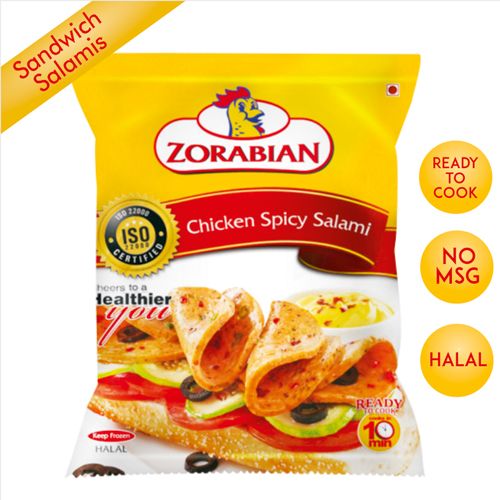 Sandwich
Salamis
ZORABIAN
ISO 22000
ISO
22000
CERTIFIED
Chicken Spicy Salami
cheers to a
Healthier
you
READY
TO
COOK
NO
MSG
HALAL
READY
TO COOK
10
min
Keep Frozen
HALAL